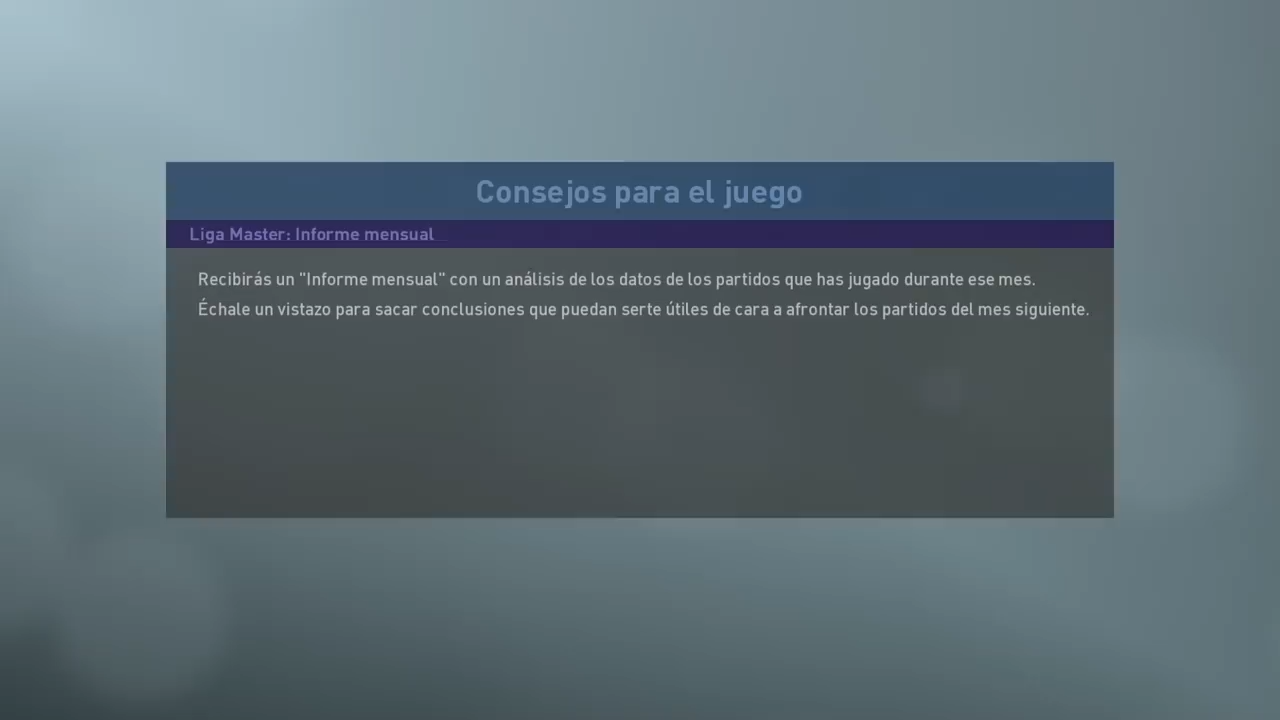 Consejos para el juego
Liga Master: Informe mensual
Recibirás un "Informe mensual" con un análisis de los datos de los partidos que has jugado durante ese mes.
Échale un vistazo para sacar conclusiones que puedan serte útiles de cara a afrontar los partidos del mes siguiente.